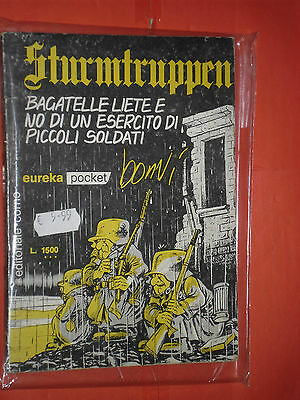 Sturmtruppen
BAGATELLE LIETE E
NO DI UN ESERCITO DI
PICCOLI SOLDATI
eureka pocket
bonvi
editoriale corno
L. 1500